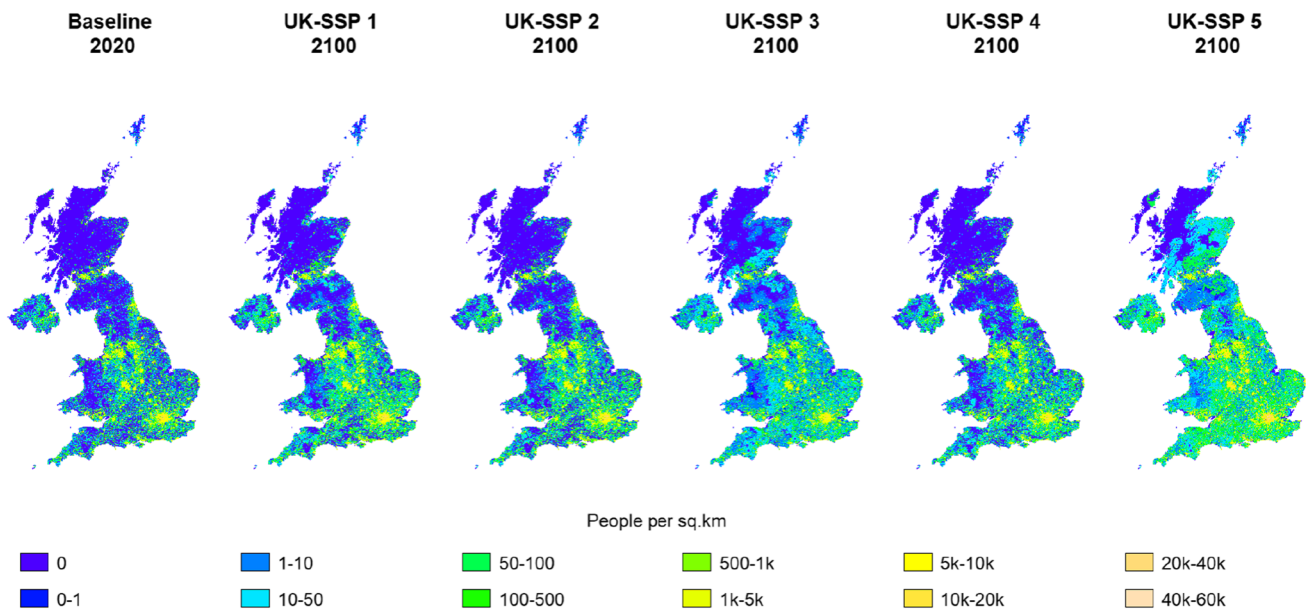 Baseline
2020
UK-SSP 1
2100
UK-SSP 2
2100
UK-SSP 3
2100
UK-SSP 4
2100
UK-SSP 5
2100
People per sq.km
0
1-10
50-100
500-1k
5k-10k
20k-40k
0-1
10-50
100-500
1k-5k
10k-20k
40k-60k